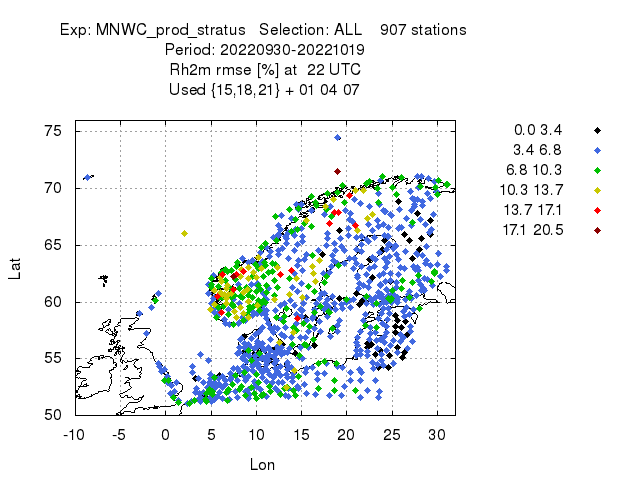 Exp: MNWC_prod_stratus Selection: ALL 907 stations
Period: 20220930-20221019
Rh2m rmse [%] at 22 UTC
Used {15,18,21} + 01 04 07
75
70
65
60
55
50
Lat
-10 -5 0 5 10 15 20 25 30
Lon
0.0 3.4
3.4 6.8
6.8 10.3
10.3 13.7
13.7 17.1
17.1 20.5